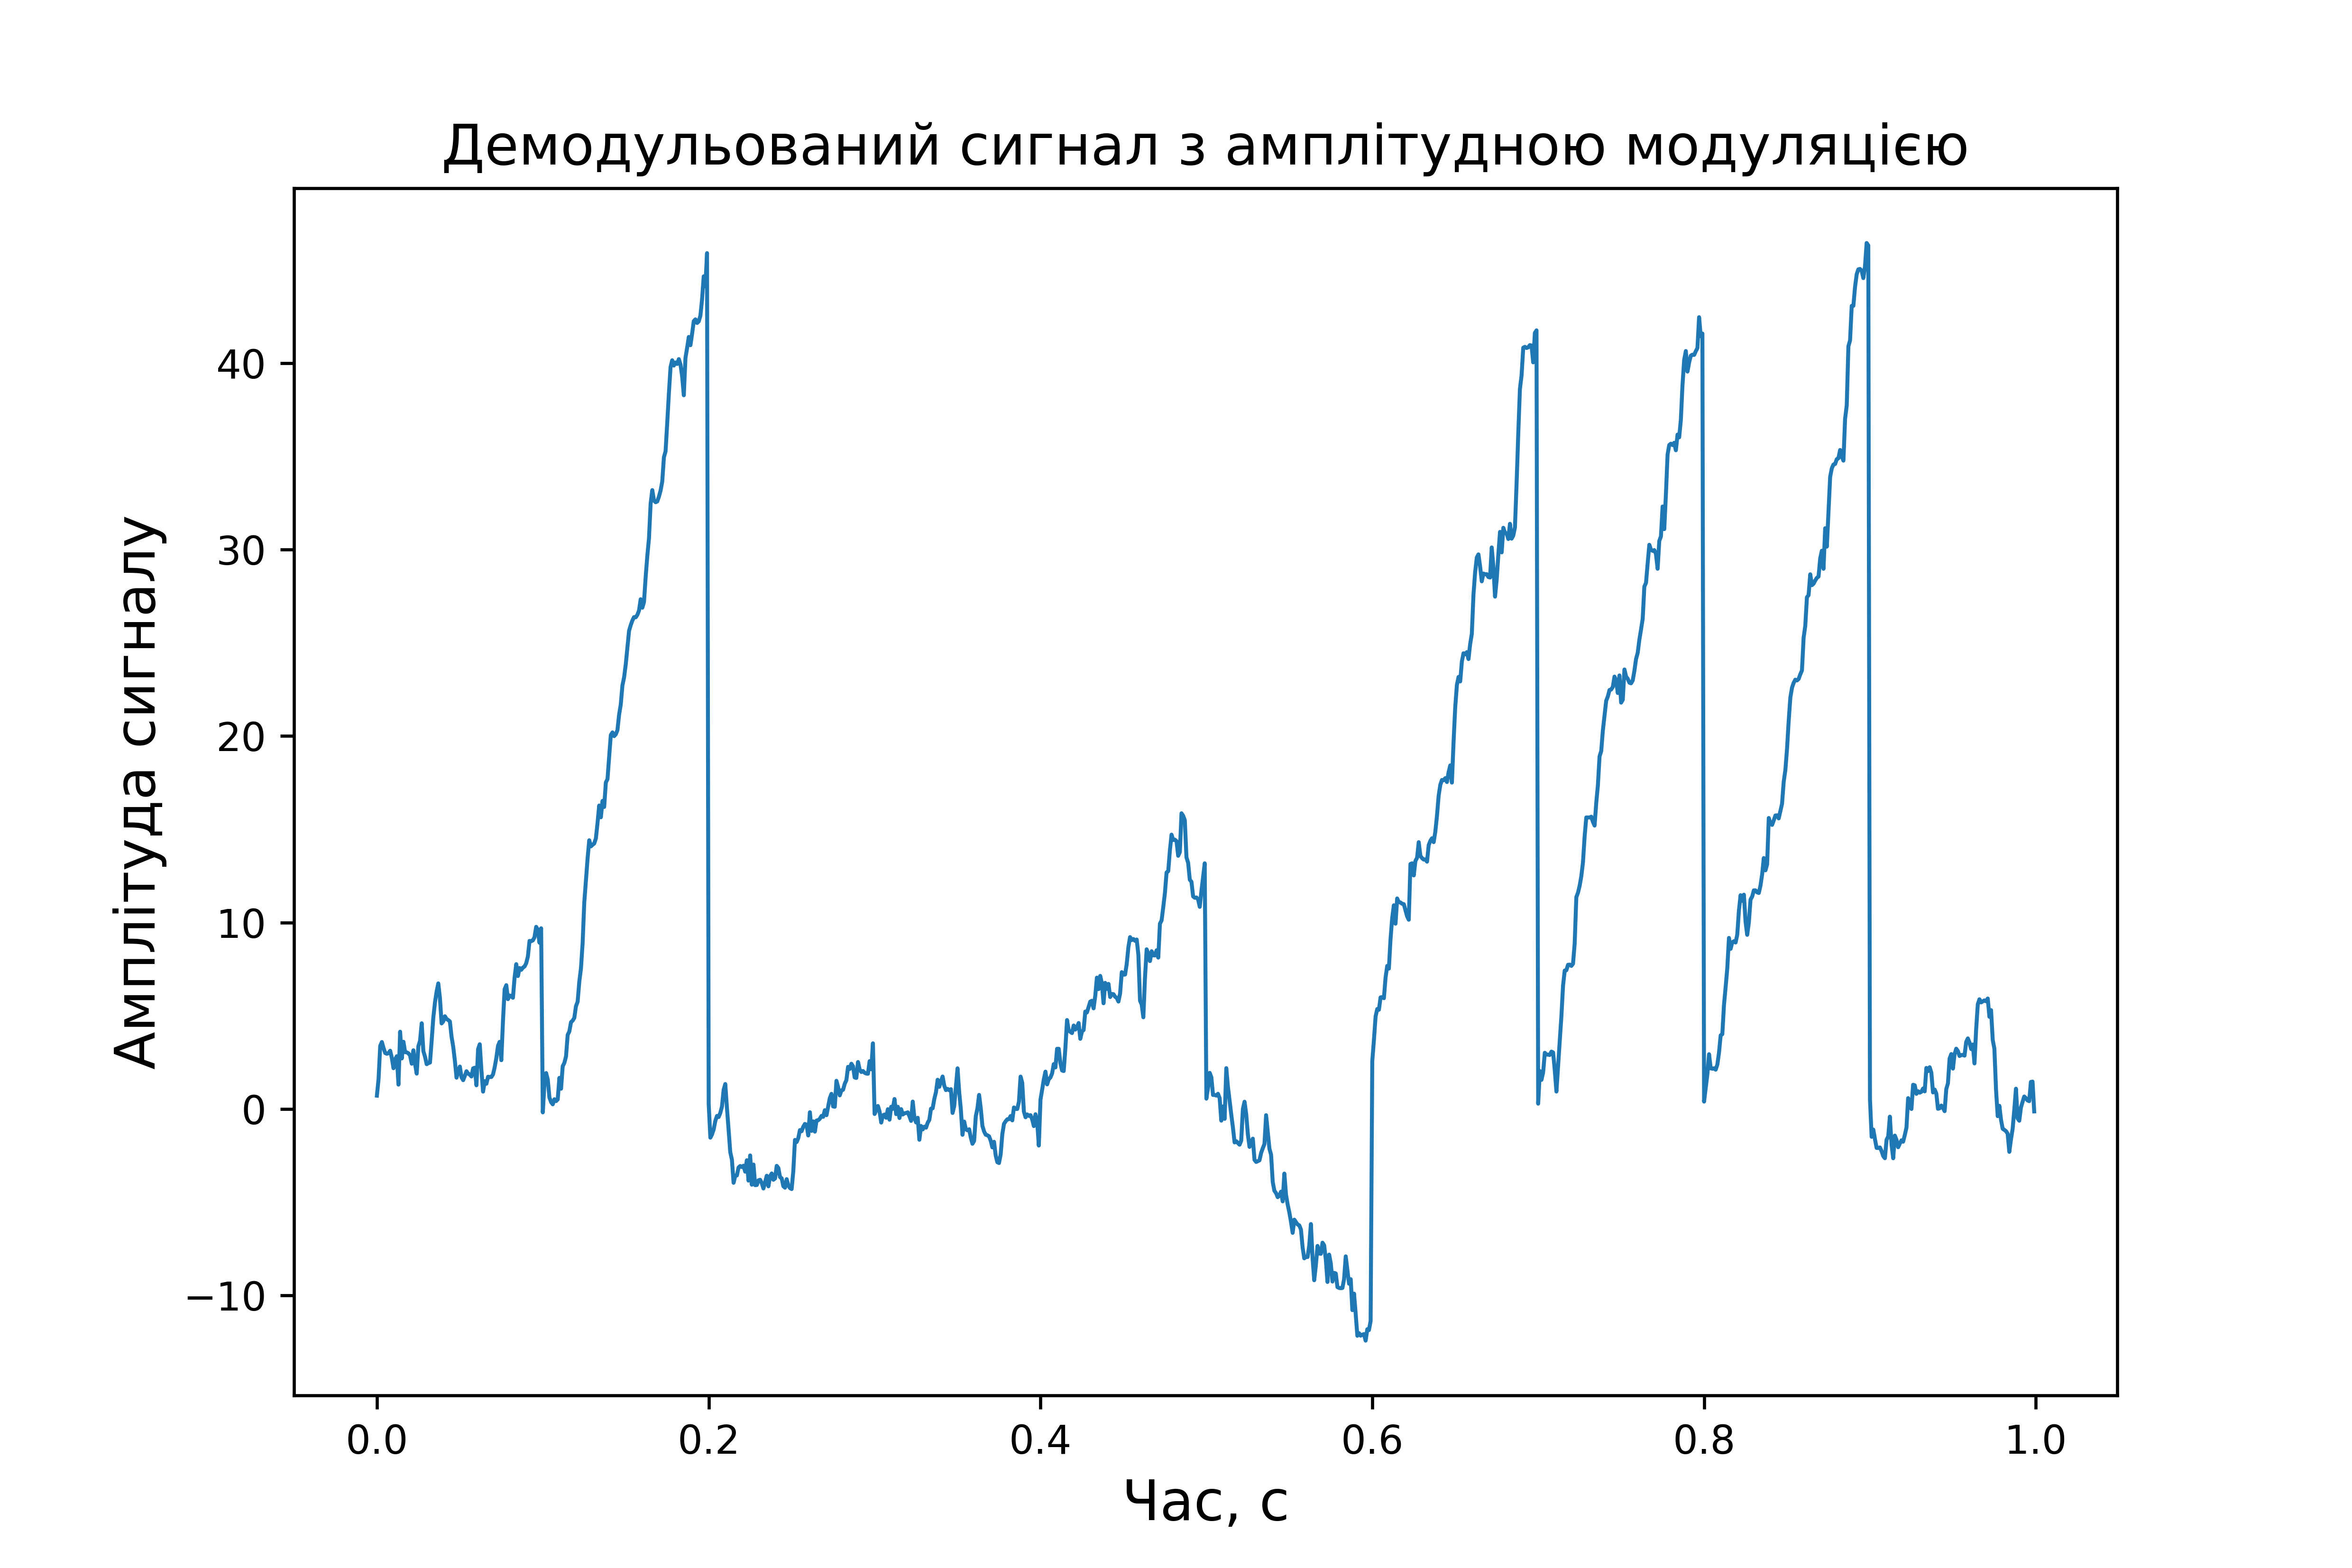 Демодульований сигнал з амплітудною модуляцією
Амплітуда сигналу
40
30
20
10
0
−10
0.0 0.2 0.4 0.6 0.8 1.0
Час, с